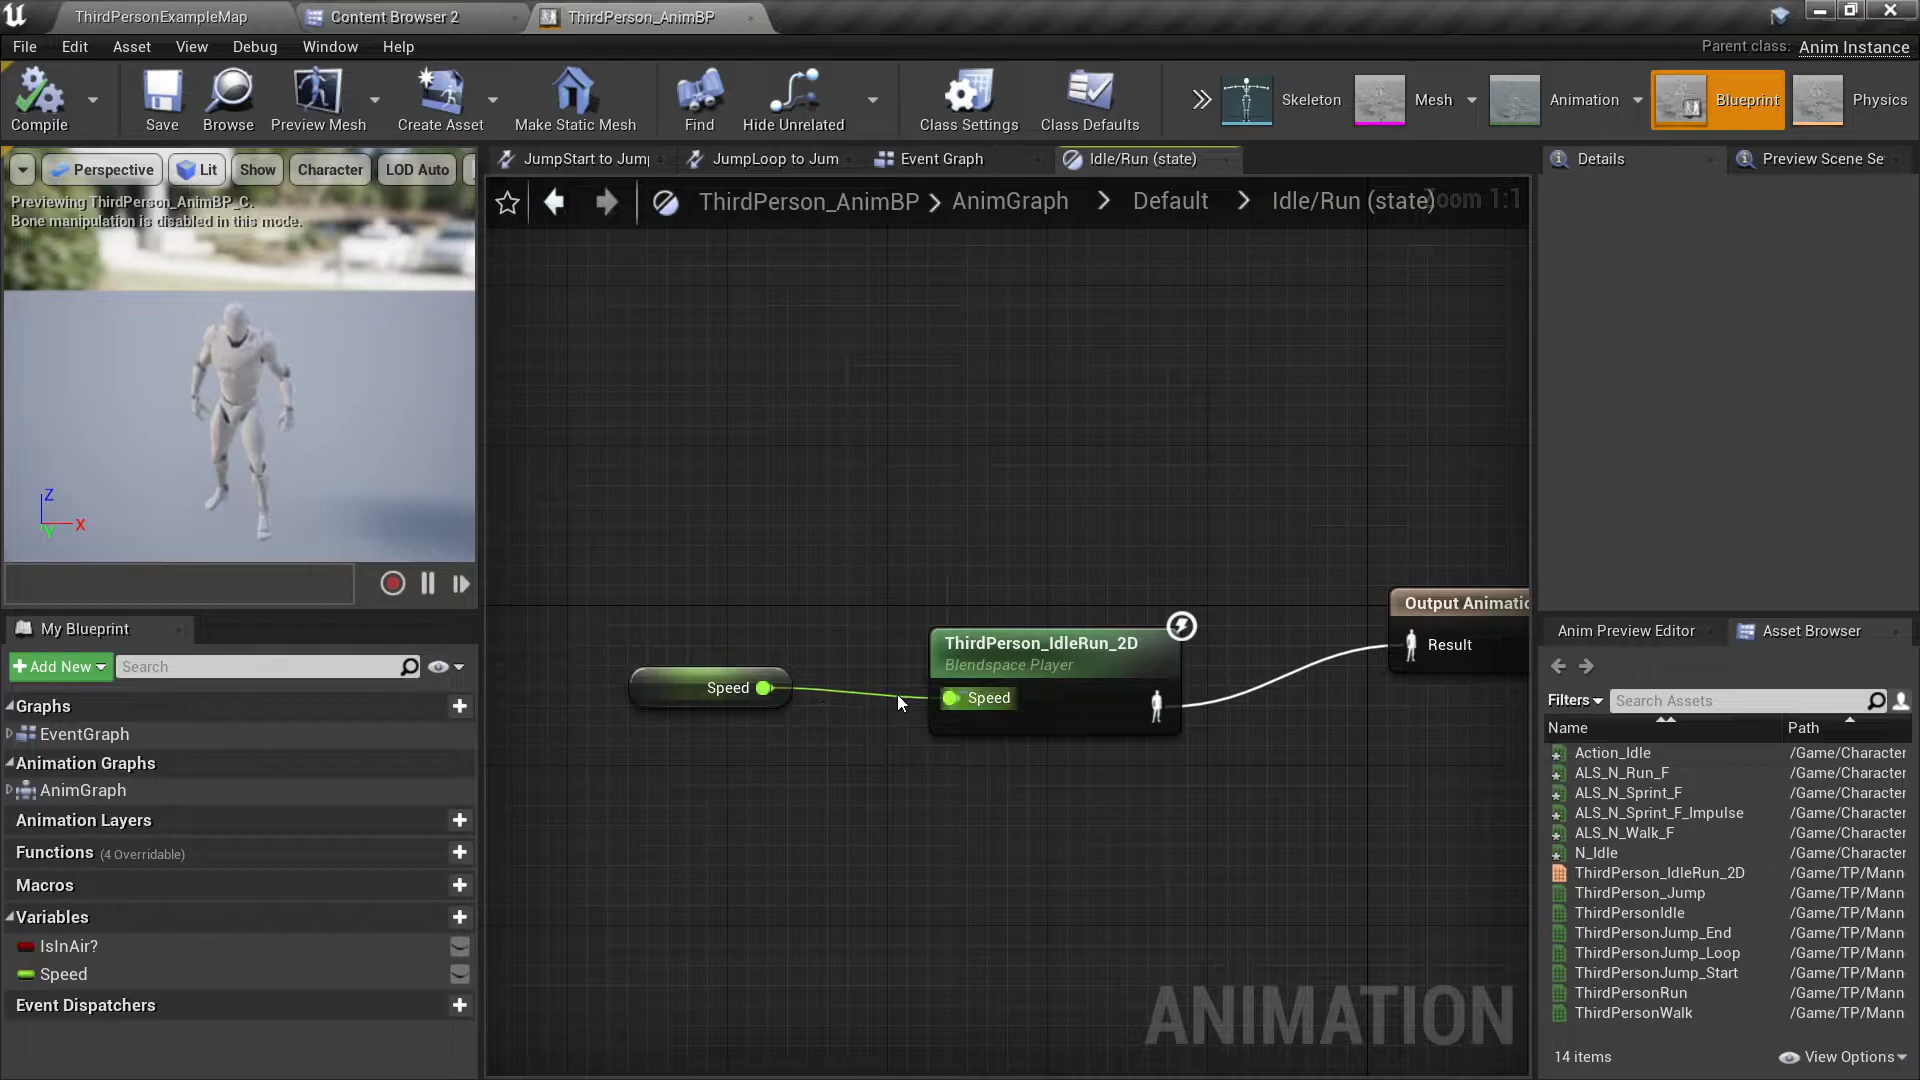 ThirdPersonExampleMap
Content Browser 2
ThirdPerson_AnimBP
File Edit Asset View Debug Window Help
Parent class: Anim Instance
Compile
Save
Browse
Preview Mesh
Create Asset
Make Static Mesh
Find
Hide Unrelated
Class Settings
Class Defaults
Skeleton
Mesh
Animation
Blueprint
Physics
Perspective
Lit
Show
Character
LOD Auto
Previewing ThirdPerson_AnimBP_C.
Bone manipulation is disabled in this mode.
Z
X
Y
JumpStart to Jump
JumpLoop to Jum
Event Graph
Idle/Run (state)
ThirdPerson_AnimBP > AnimGraph > Default > Idle/Run (state)
Zoom 1:1
Speed
ThirdPerson_IdleRun_2D
Blendspace Player
Speed
Output Animatio
Result
ANIMATION
My Blueprint
+ Add New
Search
Graphs
EventGraph
Animation Graphs
AnimGraph
Animation Layers
Functions (4 Overridable)
Macros
Variables
IsInAir?
Speed
Event Dispatchers
Details
Preview Scene Se
Anim Preview Editor
Asset Browser
Filters
Search Assets
Name Path
Action_Idle /Game/Character
ALS_N_Run_F /Game/Character
ALS_N_Sprint_F /Game/Character
ALS_N_Sprint_F_Impulse /Game/Character
ALS_N_Walk_F /Game/Character
N_Idle /Game/Character
ThirdPerson_IdleRun_2D /Game/TP/Mann
ThirdPerson_Jump /Game/TP/Mann
ThirdPersonIdle /Game/TP/Mann
ThirdPersonJump_End /Game/TP/Mann
ThirdPersonJump_Loop /Game/TP/Mann
ThirdPersonJump_Start /Game/TP/Mann
ThirdPersonRun /Game/TP/Mann
ThirdPersonWalk /Game/TP/Mann
14 items
View Options